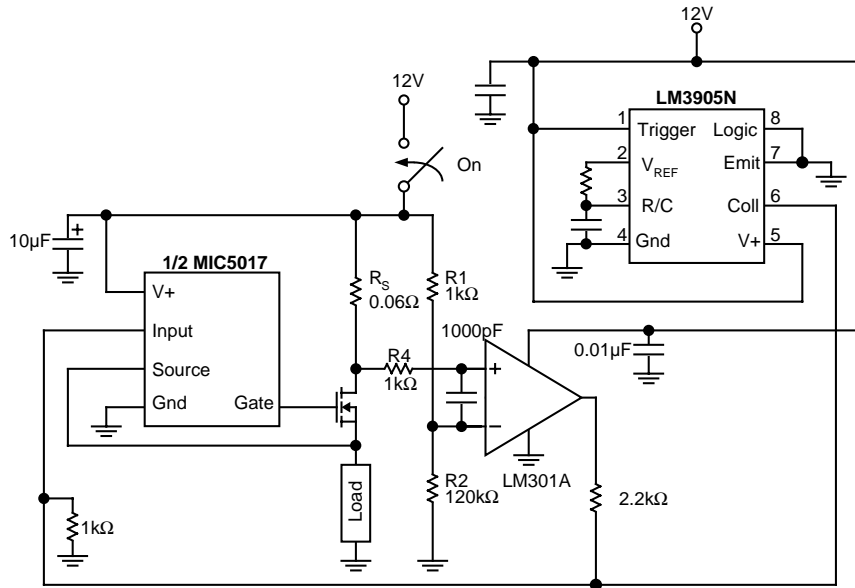 12V
12V
LM3905N
1
Trigger
Logic
8
On
2
VREF
Emit
7
3
R/C
Coll
6
10µF
+
4
Gnd
V+
5
1/2 MIC5017
V+
RS
0.06Ω
R1
1kΩ
Input
1000pF
0.01µF
Source
R4
1kΩ
+
Gnd
Gate
−
R2
120kΩ
LM301A
Load
2.2kΩ
1kΩ